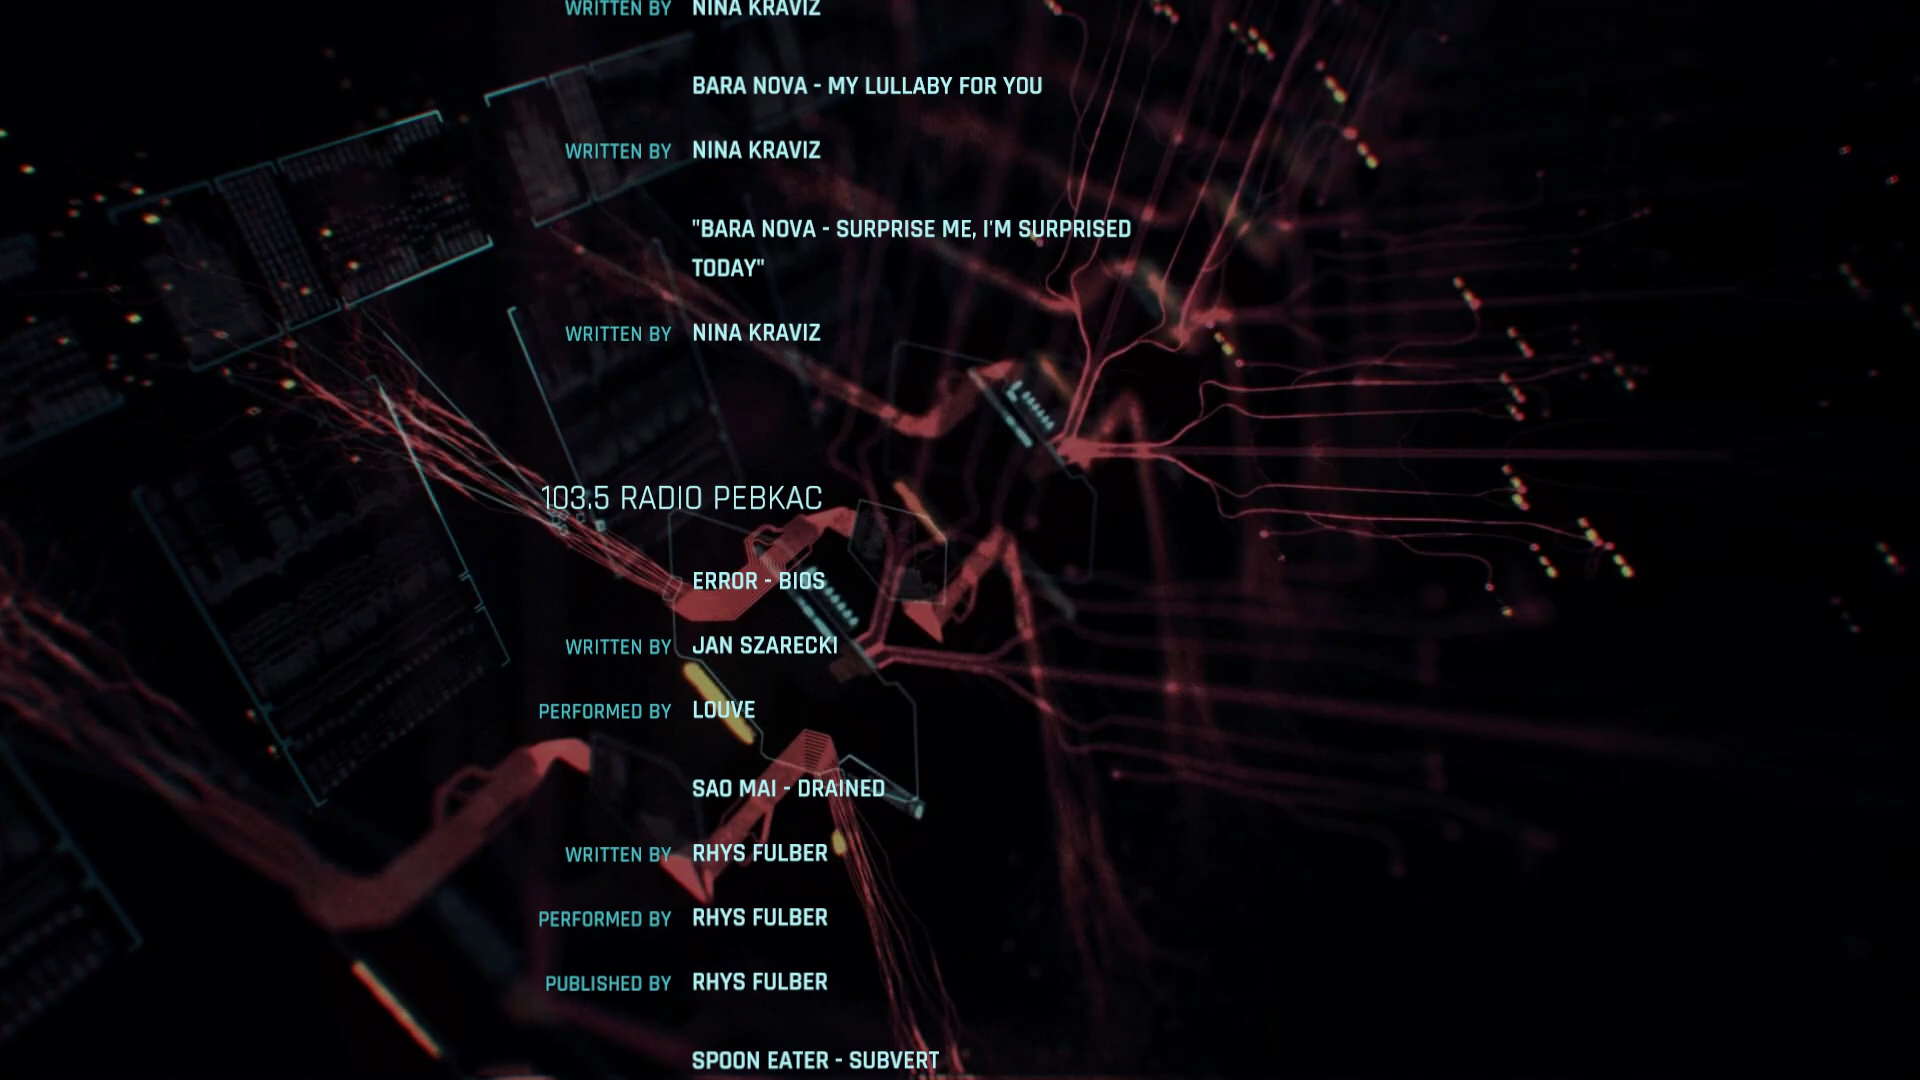 WRITTEN BY NINA KRAVIZ
BARA NOVA - MY LULLABY FOR YOU
WRITTEN BY NINA KRAVIZ
"BARA NOVA - SURPRISE ME, I'M SURPRISED
TODAY"
WRITTEN BY NINA KRAVIZ
103.5 RADIO PEBKAC
ERROR - BIOS
WRITTEN BY JAN SZARECKI
PERFORMED BY LOUVE
SAO MAI - DRAINED
WRITTEN BY RHYS FULBER
PERFORMED BY RHYS FULBER
PUBLISHED BY RHYS FULBER
SPOON EATER - SUBVERT